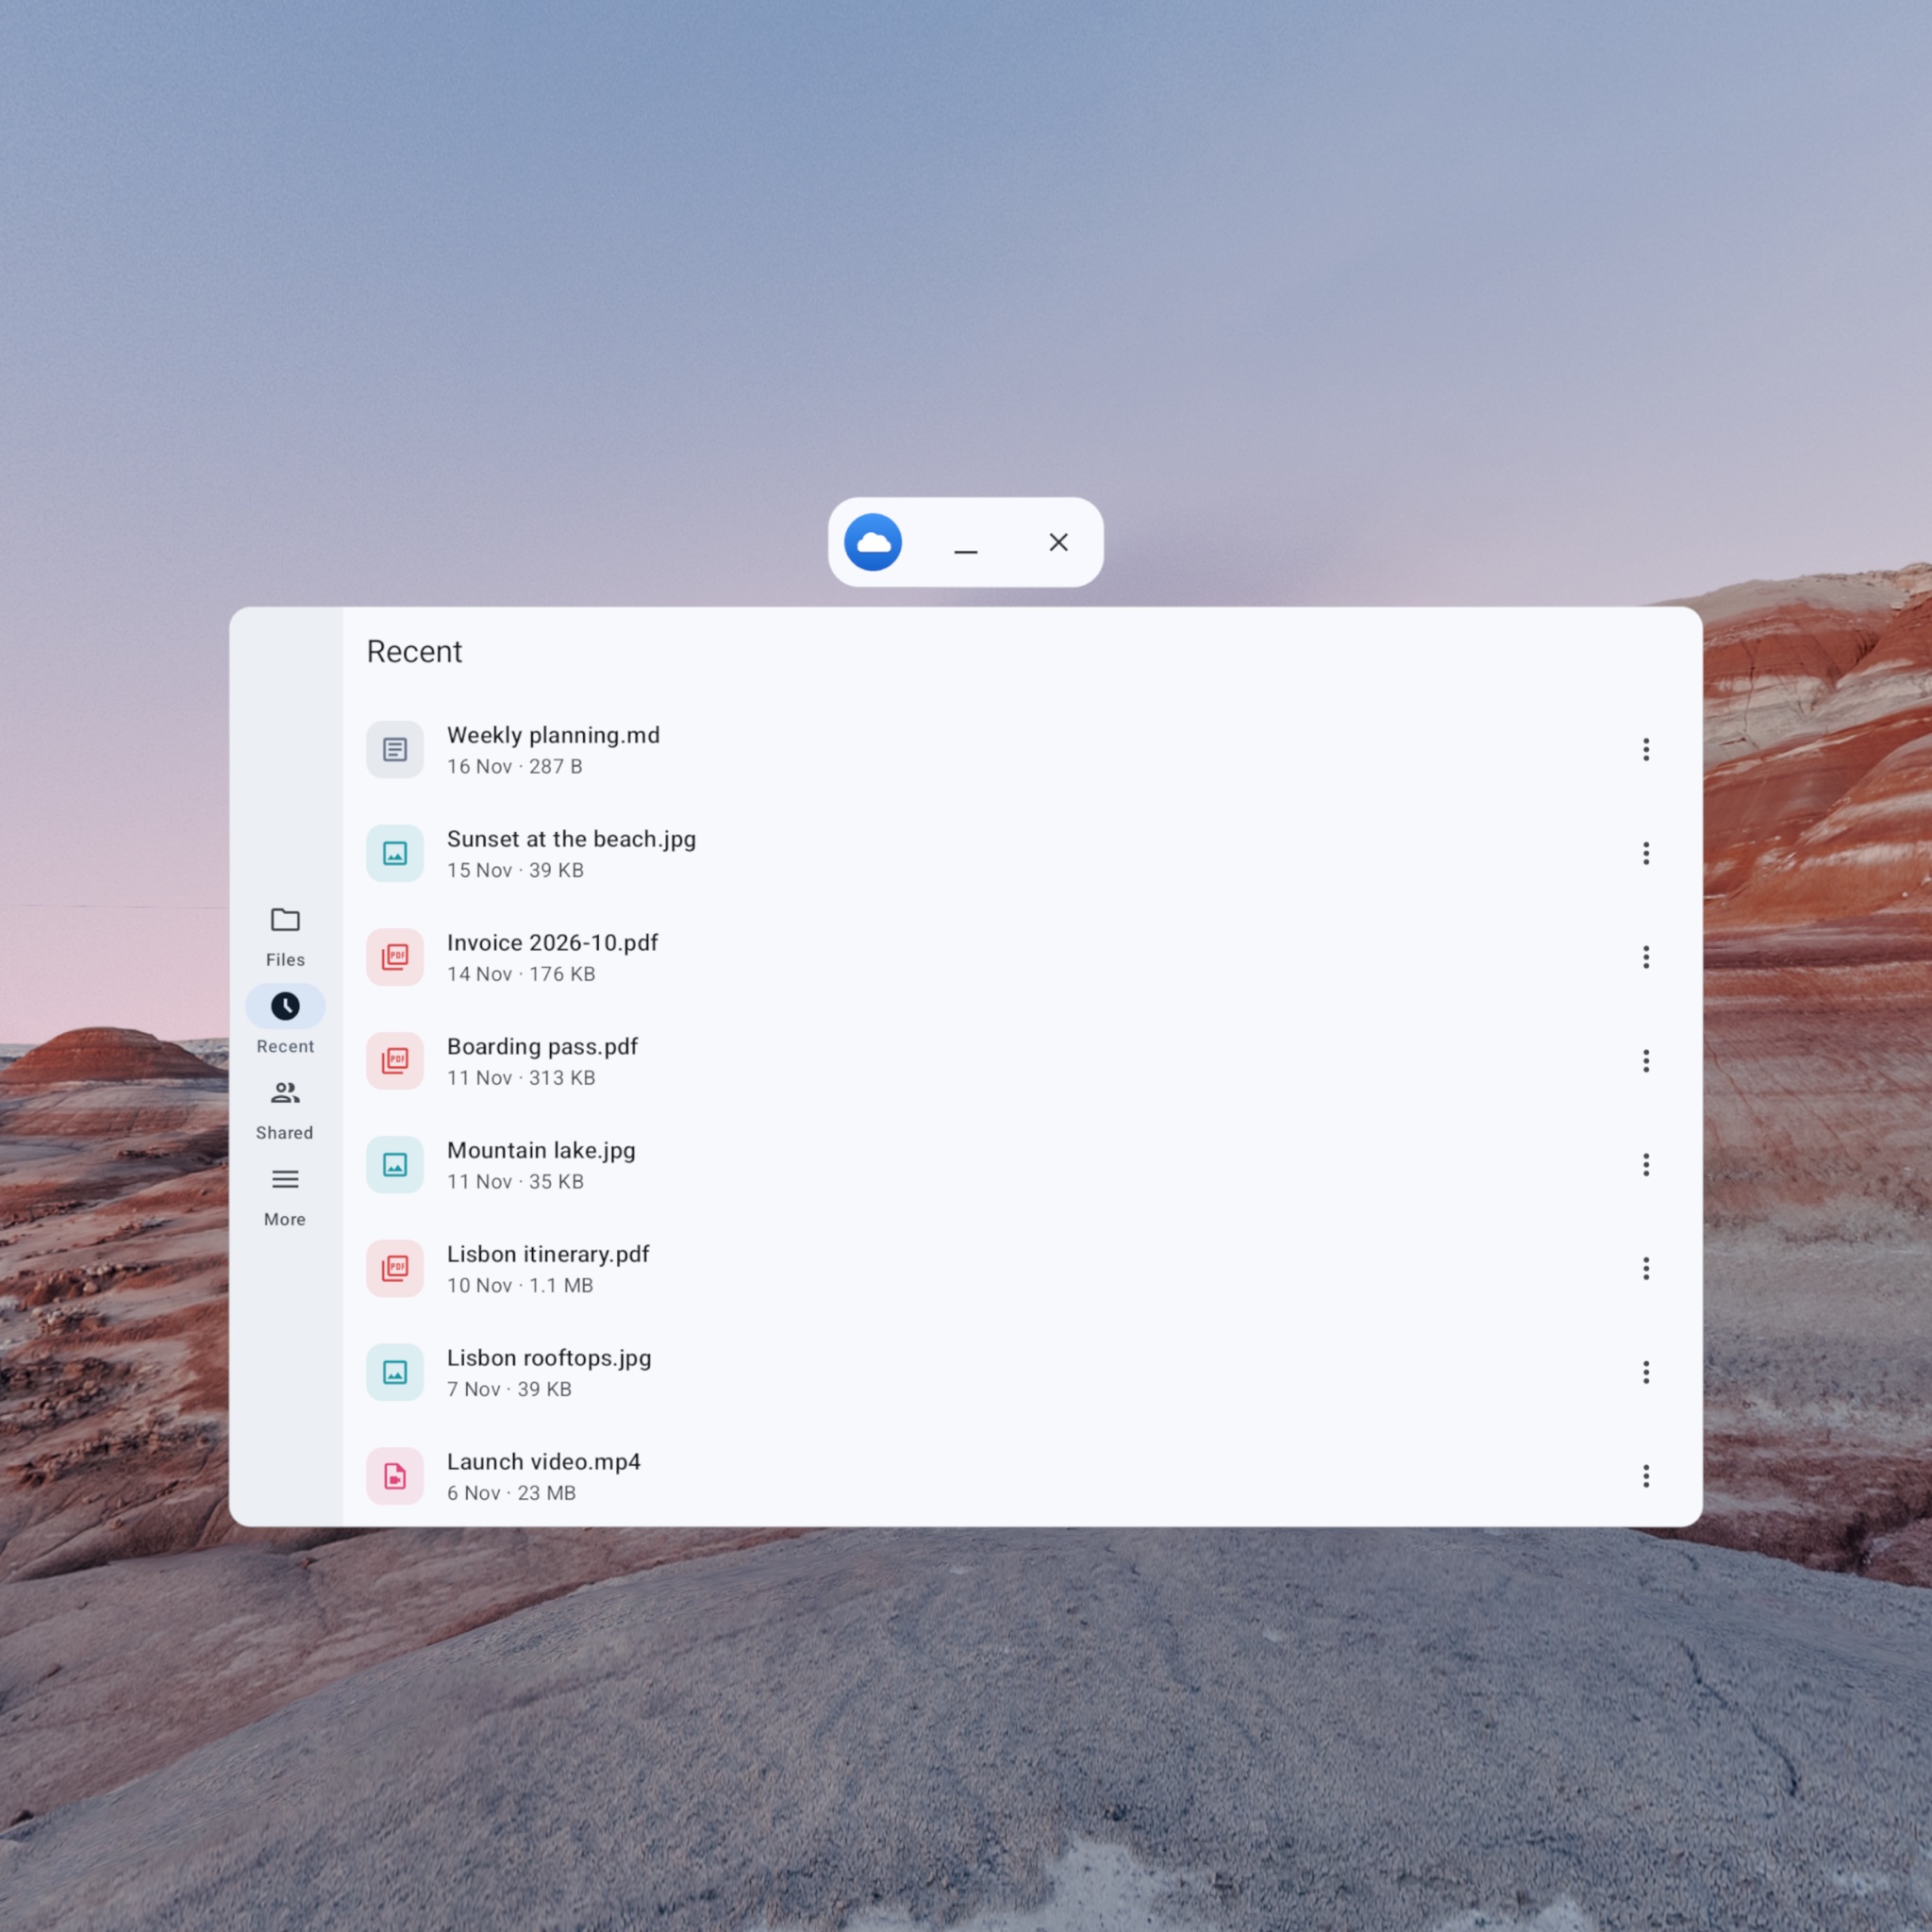 Recent
Weekly planning.md
16 Nov · 287 B
Sunset at the beach.jpg
15 Nov · 39 KB
Invoice 2026-10.pdf
14 Nov · 176 KB
Boarding pass.pdf
11 Nov · 313 KB
Mountain lake.jpg
11 Nov · 35 KB
Lisbon itinerary.pdf
10 Nov · 1.1 MB
Lisbon rooftops.jpg
7 Nov · 39 KB
Launch video.mp4
6 Nov · 23 MB
Files
Recent
Shared
More
PDF
PDF
PDF